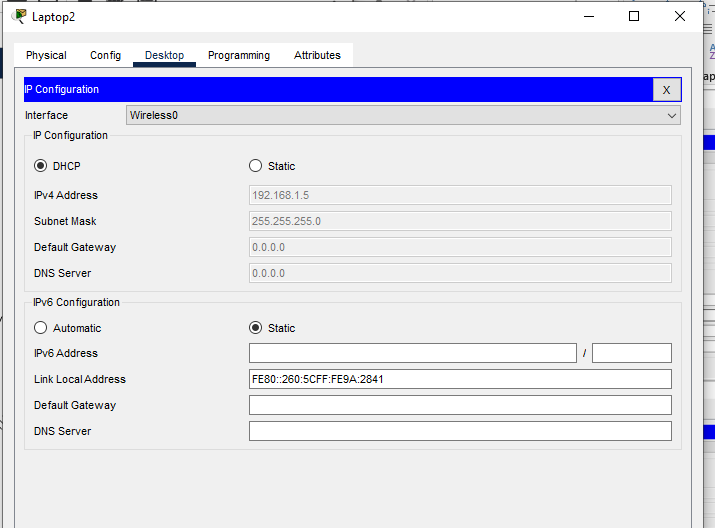 Laptop2
Physical Config Desktop Programming Attributes
IP Configuration X
Interface Wireless0
IP Configuration
DHCP Static
IPv4 Address 192.168.1.5
Subnet Mask 255.255.255.0
Default Gateway 0.0.0.0
DNS Server 0.0.0.0
IPv6 Configuration
Automatic Static
IPv6 Address /
Link Local Address FE80::260:5CFF:FE9A:2841
Default Gateway
DNS Server